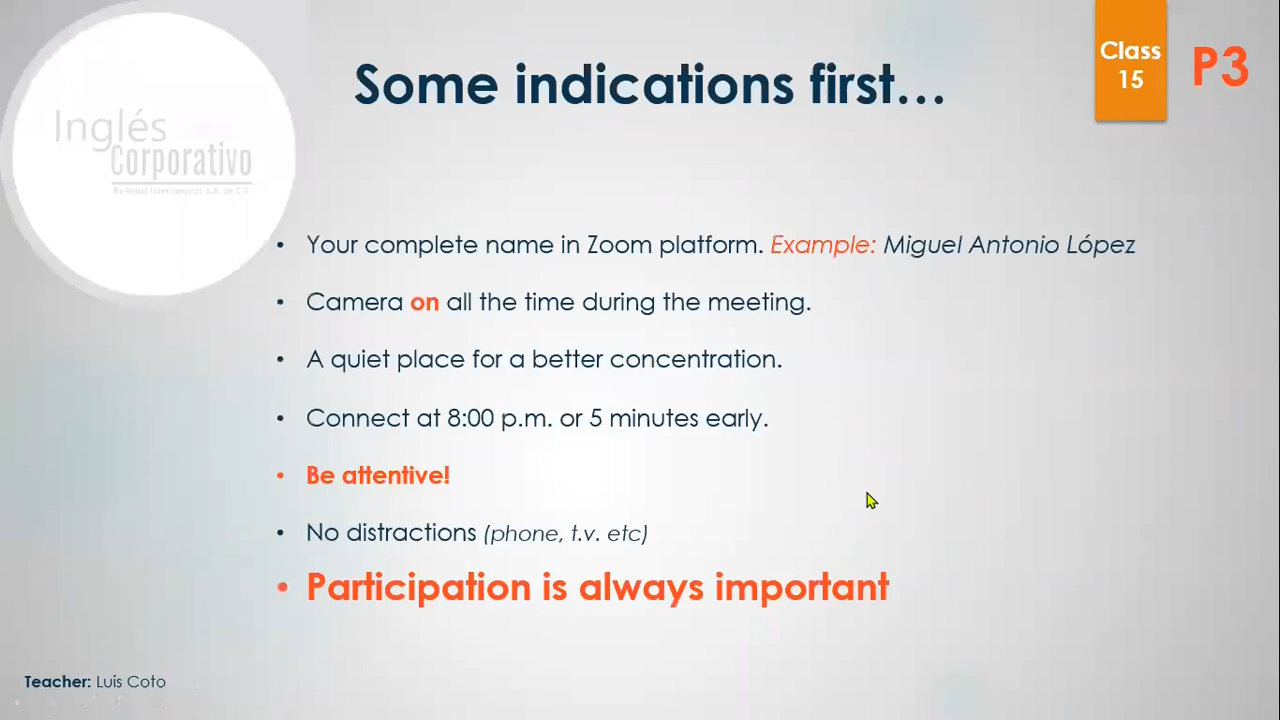 Some indications first…
Class
15
P3
Inglés
Corporativo
• Your complete name in Zoom platform. Example: Miguel Antonio López
• Camera on all the time during the meeting.
• A quiet place for a better concentration.
• Connect at 8:00 p.m. or 5 minutes early.
• Be attentive!
• No distractions (phone, t.v. etc)
• Participation is always important
Teacher: Luis Coto